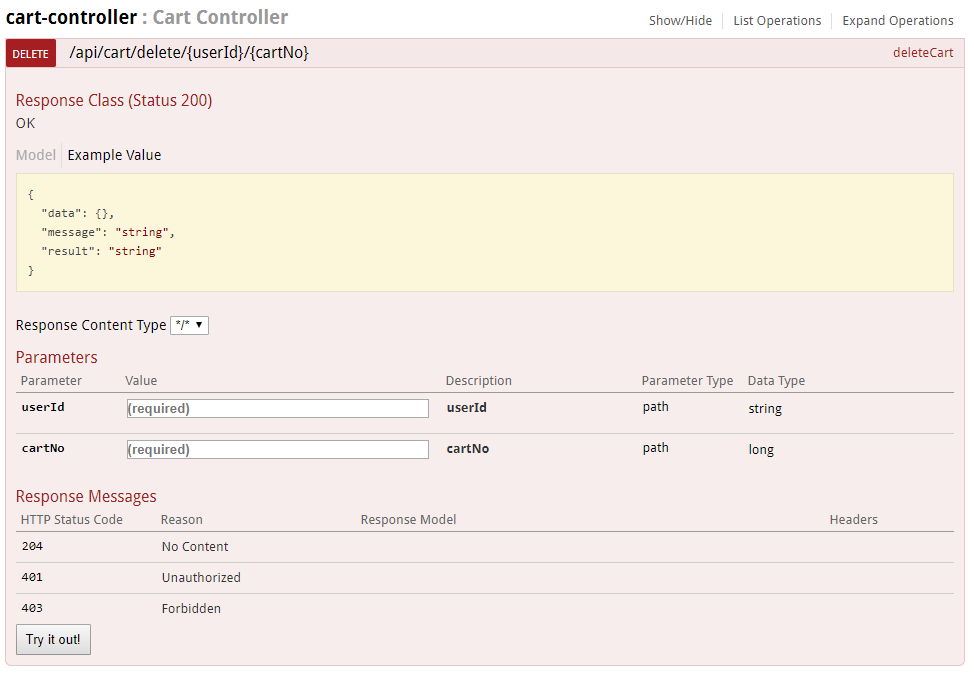 cart-controller : Cart Controller
Show/Hide List Operations Expand Operations
DELETE /api/cart/delete/{userId}/{cartNo} deleteCart
Response Class (Status 200)
OK
Model Example Value
{
"data": {},
"message": "string",
"result": "string"
}
Response Content Type */*
Parameters
Parameter Value Description Parameter Type Data Type
userId (required) userId path string
cartNo (required) cartNo path long
Response Messages
HTTP Status Code Reason Response Model Headers
204 No Content
401 Unauthorized
403 Forbidden
Try it out!